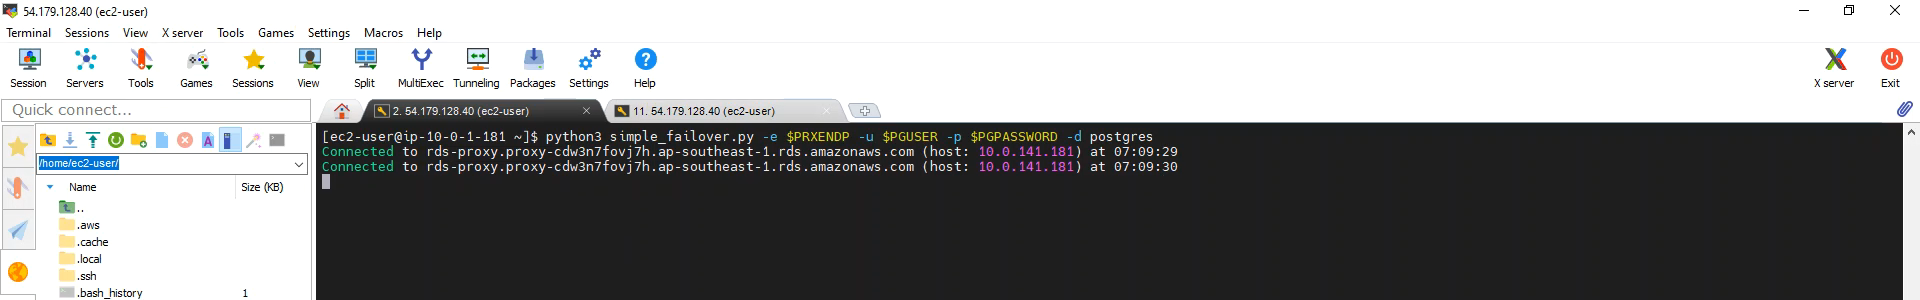 54.179.128.40 (ec2-user)
Terminal Sessions View X server Tools Games Settings Macros Help
Session Servers Tools Games Sessions View Split MultiExec Tunneling Packages Settings Help X server Exit
Quick connect...
2. 54.179.128.40 (ec2-user)
11. 54.179.128.40 (ec2-user)
/home/ec2-user/
Name Size (KB)
..
.aws
.cache
.local
.ssh
.bash_history 1
[ec2-user@ip-10-0-1-181 ~]$ python3 simple_failover.py -e $PRXENDP -u $PGUSER -p $PGPASSWORD -d postgres
Connected to rds-proxy.proxy-cdw3n7fovj7h.ap-southeast-1.rds.amazonaws.com (host: 10.0.141.181) at 07:09:29
Connected to rds-proxy.proxy-cdw3n7fovj7h.ap-southeast-1.rds.amazonaws.com (host: 10.0.141.181) at 07:09:30